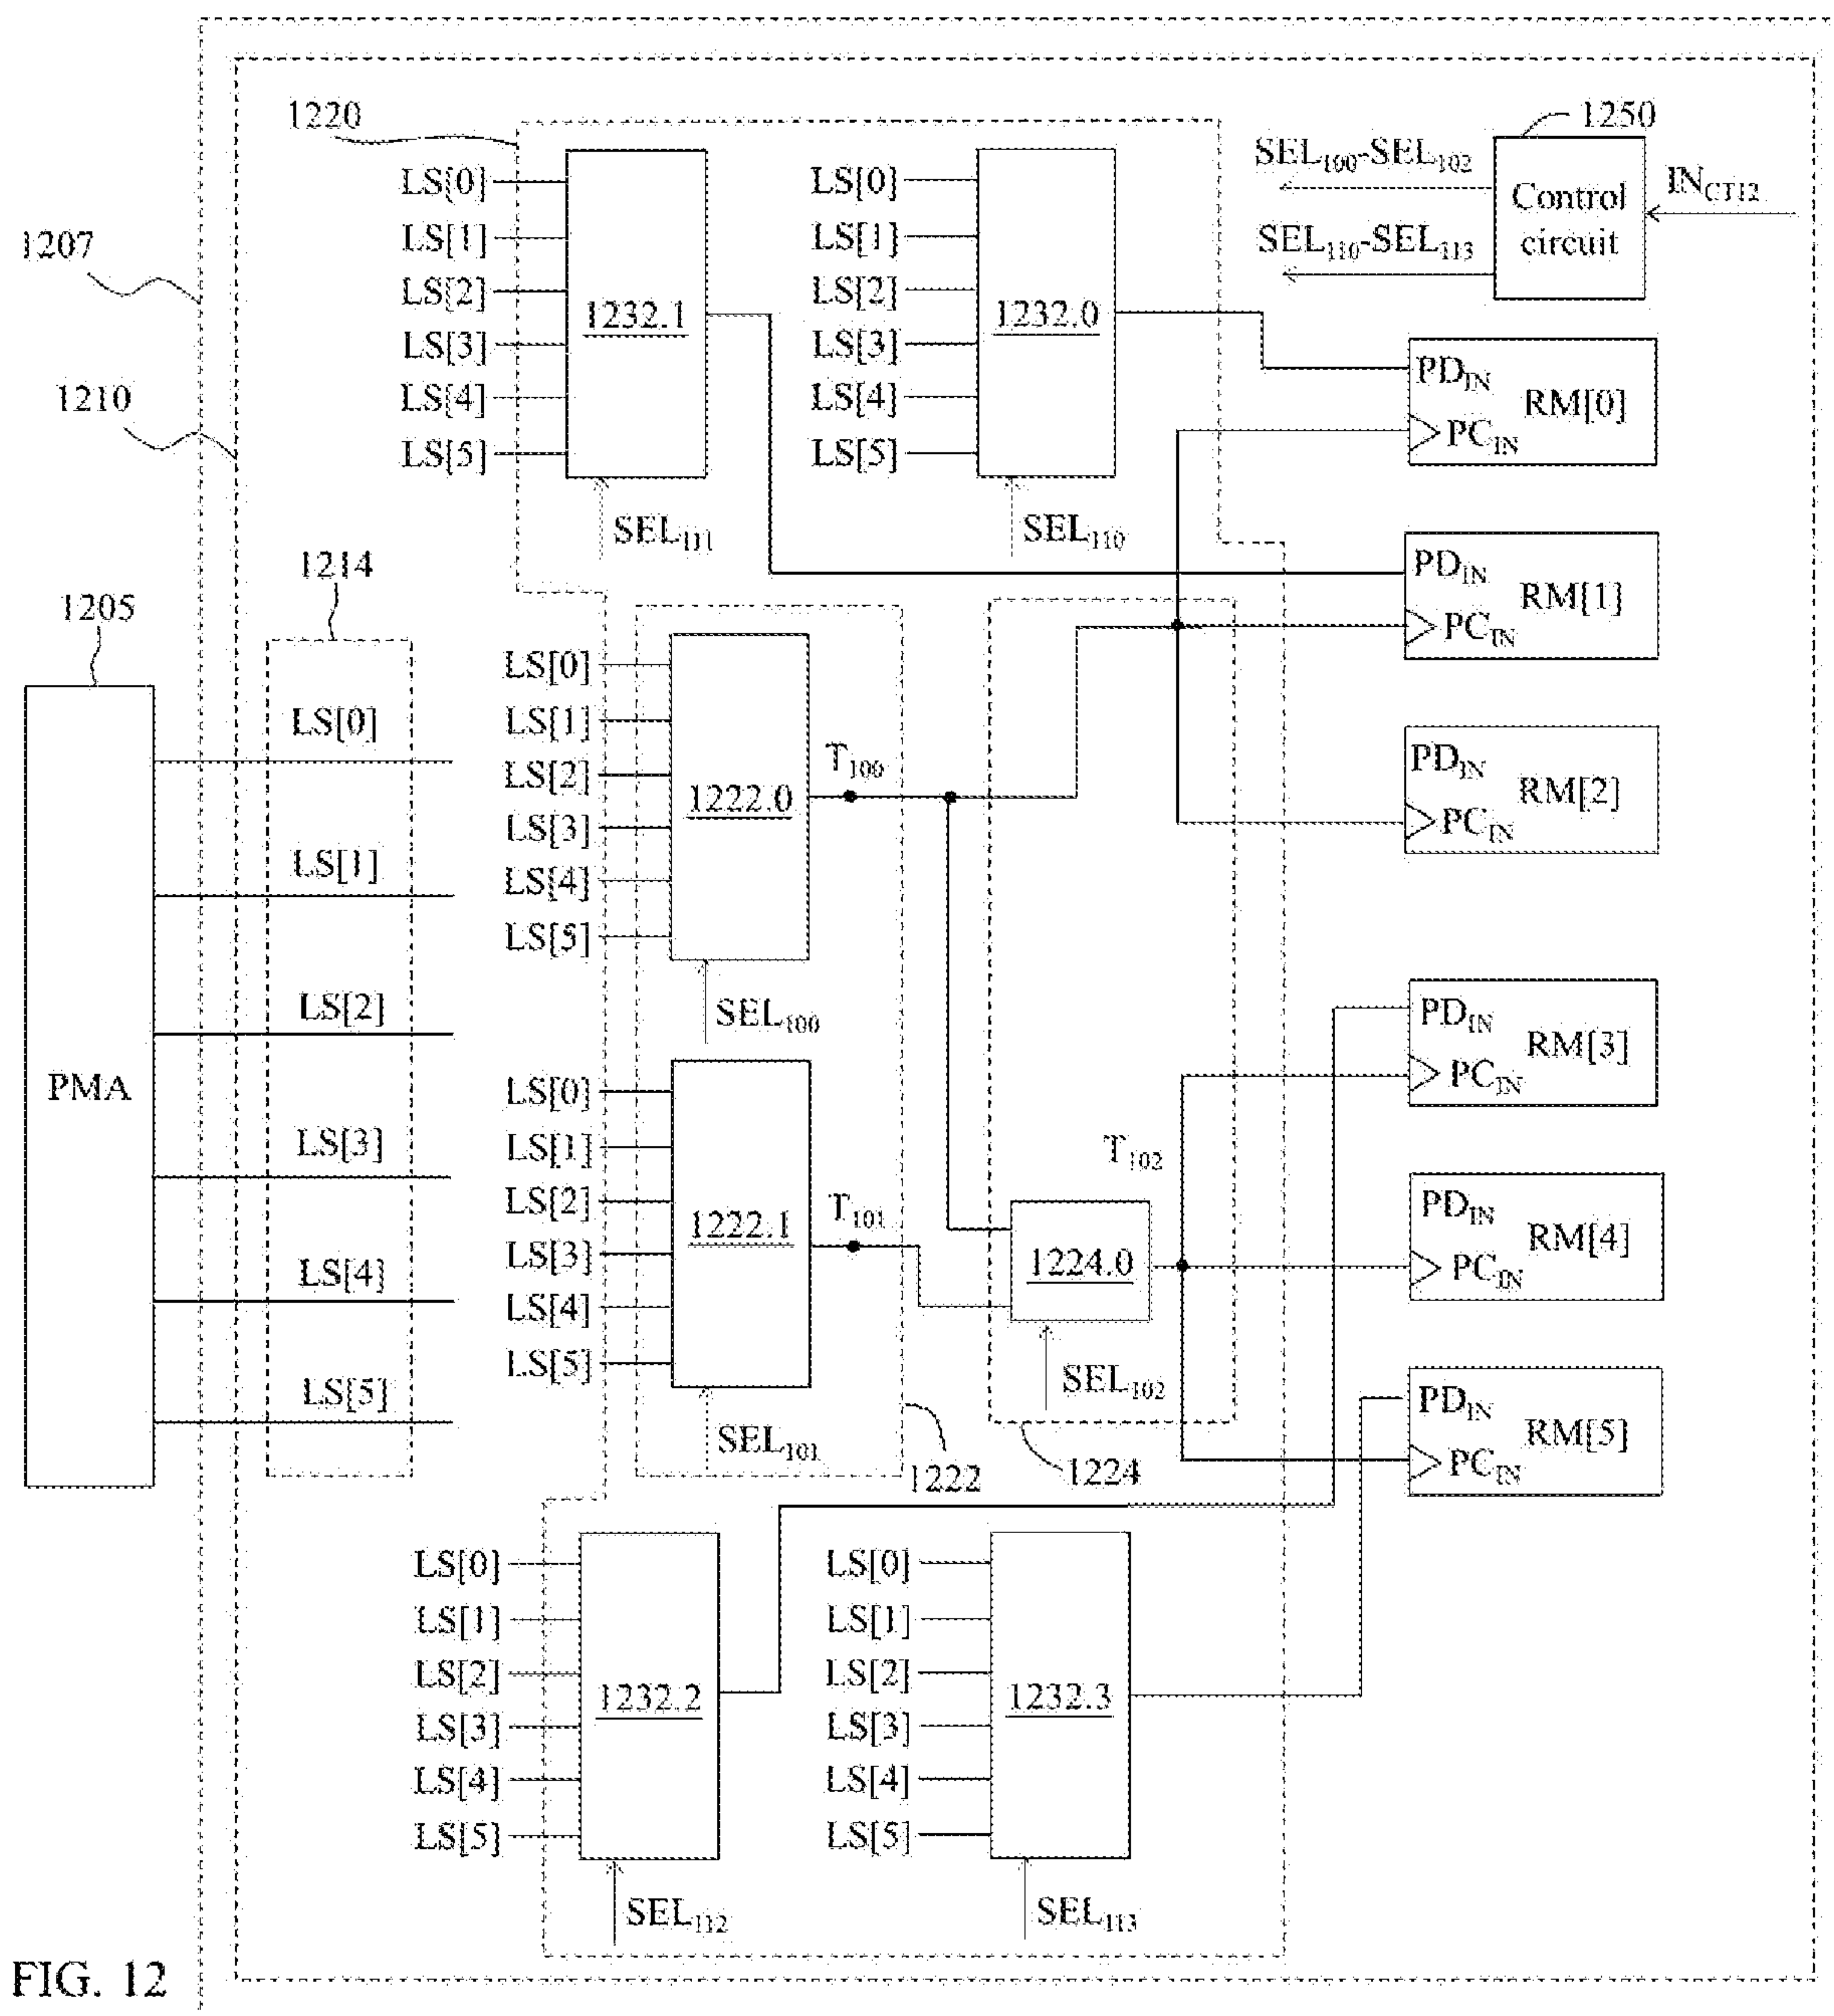 1220
1250
LS[0]
LS[1]
LS[2]
LS[3]
LS[4]
LS[5]
1232.1
SEL111
LS[0]
LS[1]
LS[2]
LS[3]
LS[4]
LS[5]
1232.0
SEL110
SEL100-SEL102
SEL110-SEL113
Control
circuit
INCT12
1207
1210
1214
1205
PMA
LS[0]
LS[1]
LS[2]
LS[3]
LS[4]
LS[5]
LS[0]
LS[1]
LS[2]
LS[3]
LS[4]
LS[5]
1222.0
T100
SEL100
LS[0]
LS[1]
LS[2]
LS[3]
LS[4]
LS[5]
1222.1
T101
SEL101
1222
1224.0
T102
SEL102
1224
PDIN
RM[0]
PCIN
PDIN
RM[1]
PCIN
PDIN
RM[2]
PCIN
PDIN
RM[3]
PCIN
PDIN
RM[4]
PCIN
PDIN
RM[5]
PCIN
LS[0]
LS[1]
LS[2]
LS[3]
LS[4]
LS[5]
1232.2
SEL112
LS[0]
LS[1]
LS[2]
LS[3]
LS[4]
LS[5]
1232.3
SEL113
FIG. 12